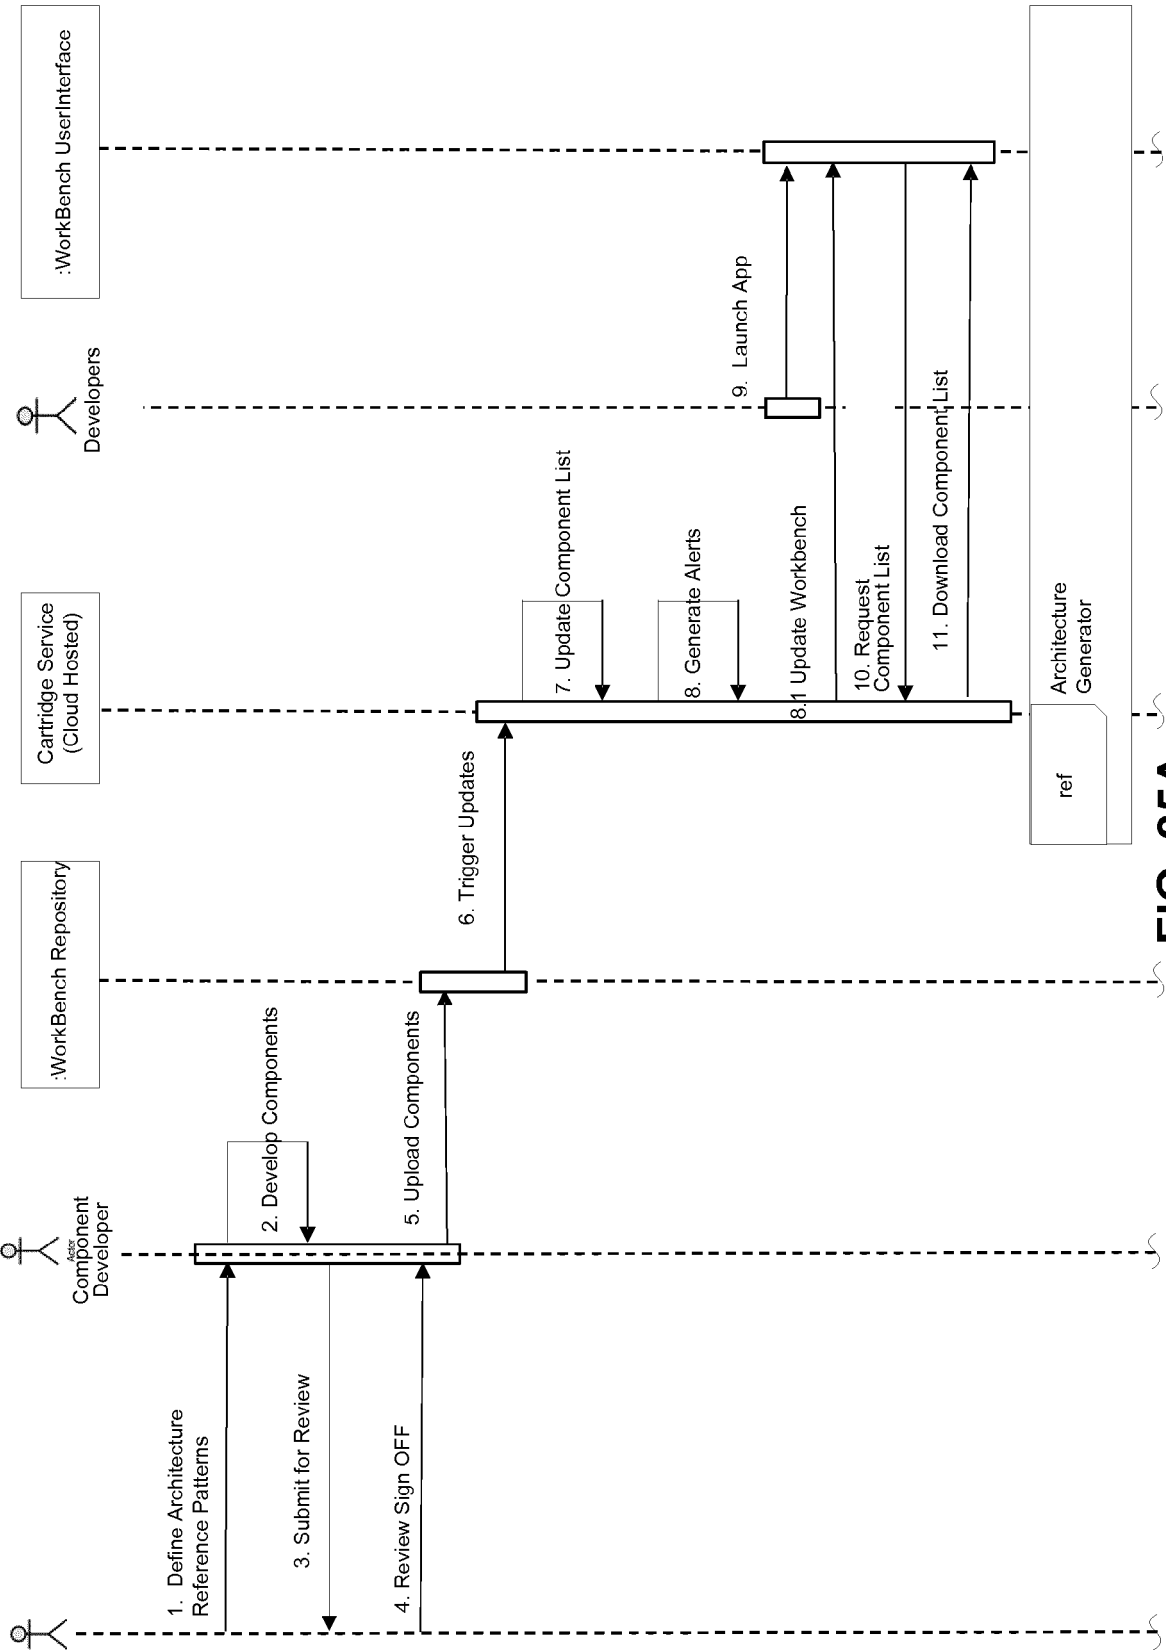 Actor
Component
Developer
:WorkBench Repository
Cartridge Service
(Cloud Hosted)
Developers
:WorkBench UserInterface
1. Define Architecture
Reference Patterns
2. Develop Components
3. Submit for Review
4. Review Sign OFF
5. Upload Components
6. Trigger Updates
7. Update Component List
8. Generate Alerts
8.1 Update Workbench
9. Launch App
10. Request
Component List
11. Download Component List
ref
Architecture
Generator